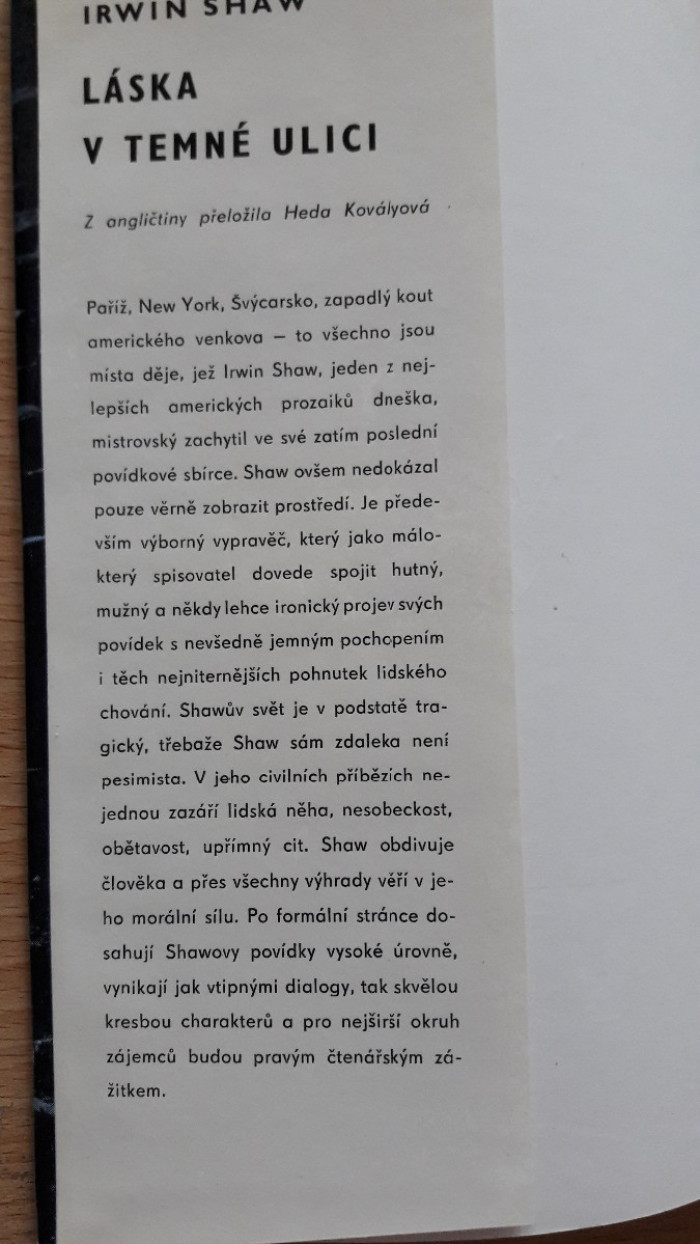 IRWIN SHAW
LÁSKA
V TEMNÉ ULICI
Z angličtiny přeložila Heda Kovályová
Paříž, New York, Švýcarsko, zapadlý kout
amerického venkova — to všechno jsou
místa děje, jež Irwin Shaw, jeden z nej-
lepších amerických prozaiků dneška,
mistrovský zachytil ve své zatím poslední
povídkové sbírce. Shaw ovšem nedokázal
pouze věrně zobrazit prostředí. Je přede-
vším výborný vypravěč, který jako málo-
který spisovatel dovede spojit hutný,
mužný a někdy lehce ironický projev svých
povídek s nevšedně jemným pochopením
i těch nejniternějších pohnutek lidského
chování. Shawův svět je v podstatě tra-
gický, třebaže Shaw sám zdaleka není
pesimista. V jeho civilních příbězích ne-
jednou zazáří lidská něha, nesobeckost,
obětavost, upřímný cit. Shaw obdivuje
člověka a přes všechny výhrady věří v je-
ho morální sílu. Po formální stránce do-
sahují Shawovy povídky vysoké úrovně,
vynikají jak vtipnými dialogy, tak skvělou
kresbou charakterů a pro nejširší okruh
zájemců budou pravým čtenářským zá-
žitkem.